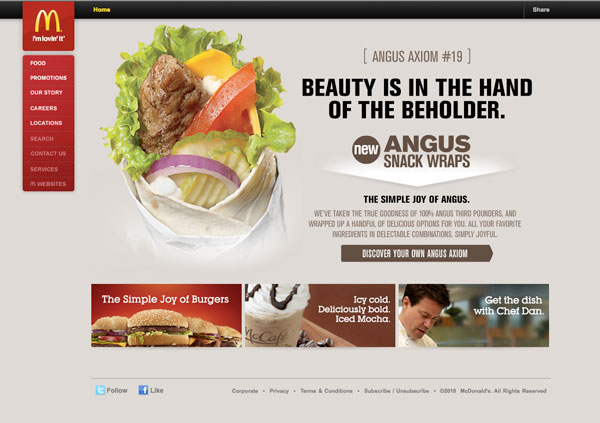 Home
Share
M
i'm lovin' it
FOOD
PROMOTIONS
OUR STORY
CAREERS
LOCATIONS
SEARCH
CONTACT US
SERVICES
M WEBSITES
[ ANGUS AXIOM #19 ]
BEAUTY IS IN THE HAND
OF THE BEHOLDER.
new ANGUS
SNACK WRAPS
THE SIMPLE JOY OF ANGUS.
WE'VE TAKEN THE TRUE GOODNESS OF 100% ANGUS THIRD POUNDERS, AND
WRAPPED UP A HANDFUL OF DELICIOUS OPTIONS FOR YOU. ALL YOUR FAVORITE
INGREDIENTS IN DELECTABLE COMBINATIONS. SIMPLY JOYFUL.
DISCOVER YOUR OWN ANGUS AXIOM
The Simple Joy of Burgers
McCafé
Icy cold.
Deliciously bold.
Iced Mocha.
Get the dish
with Chef Dan.
Follow
Like
Corporate • Privacy • Terms & Conditions • Subscribe / Unsubscribe • ©2010 McDonald's. All Rights Reserved